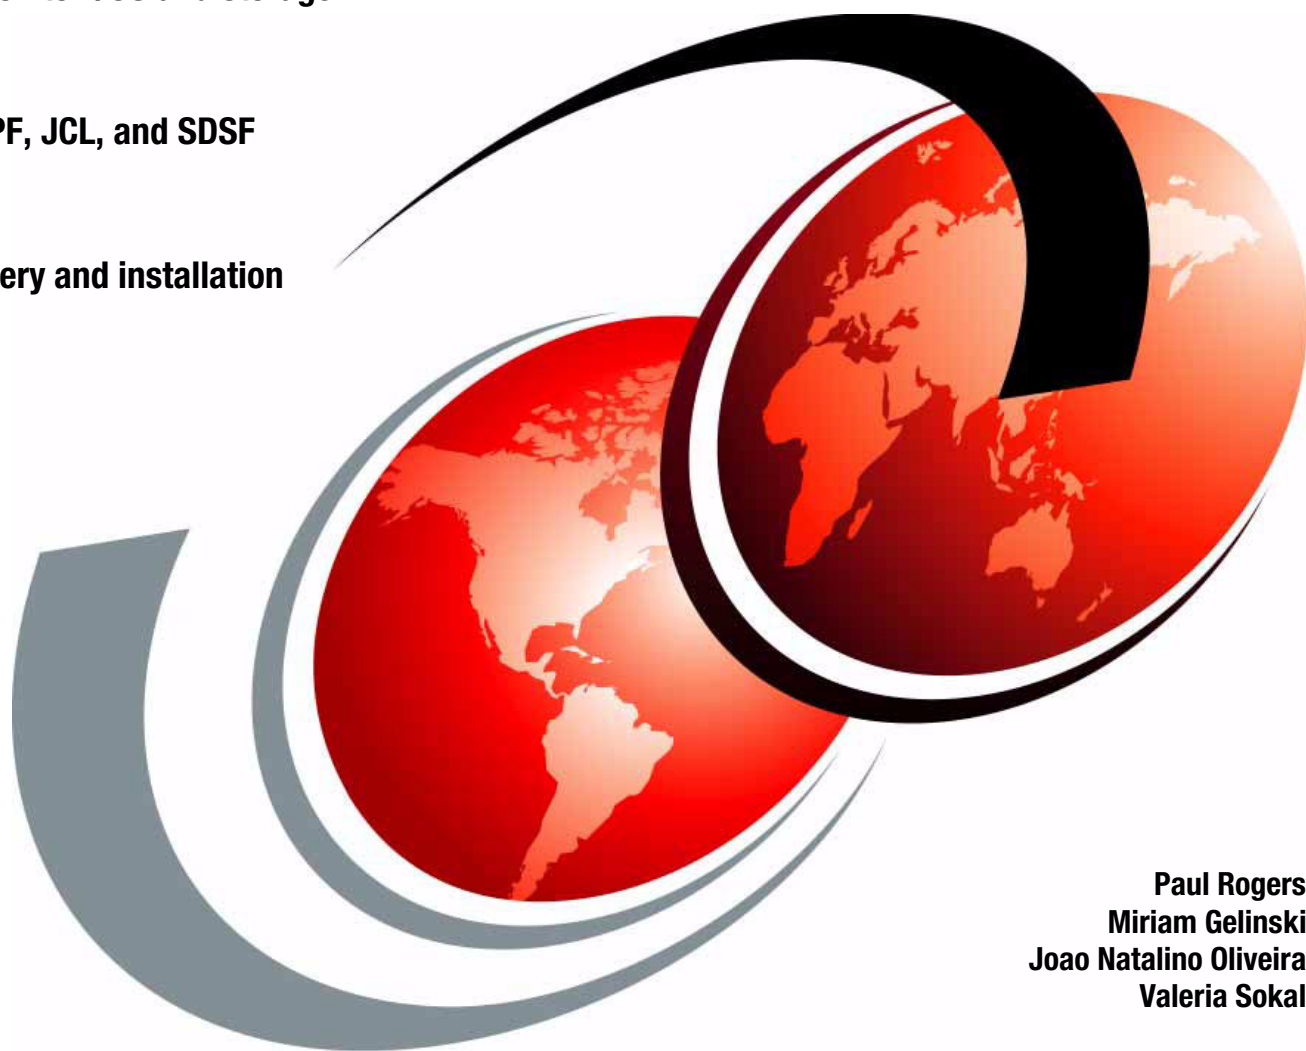 PF, JCL, and SDSF
ery and installation
Paul Rogers
Miriam Gelinski
Joao Natalino Oliveira
Valeria Sokal